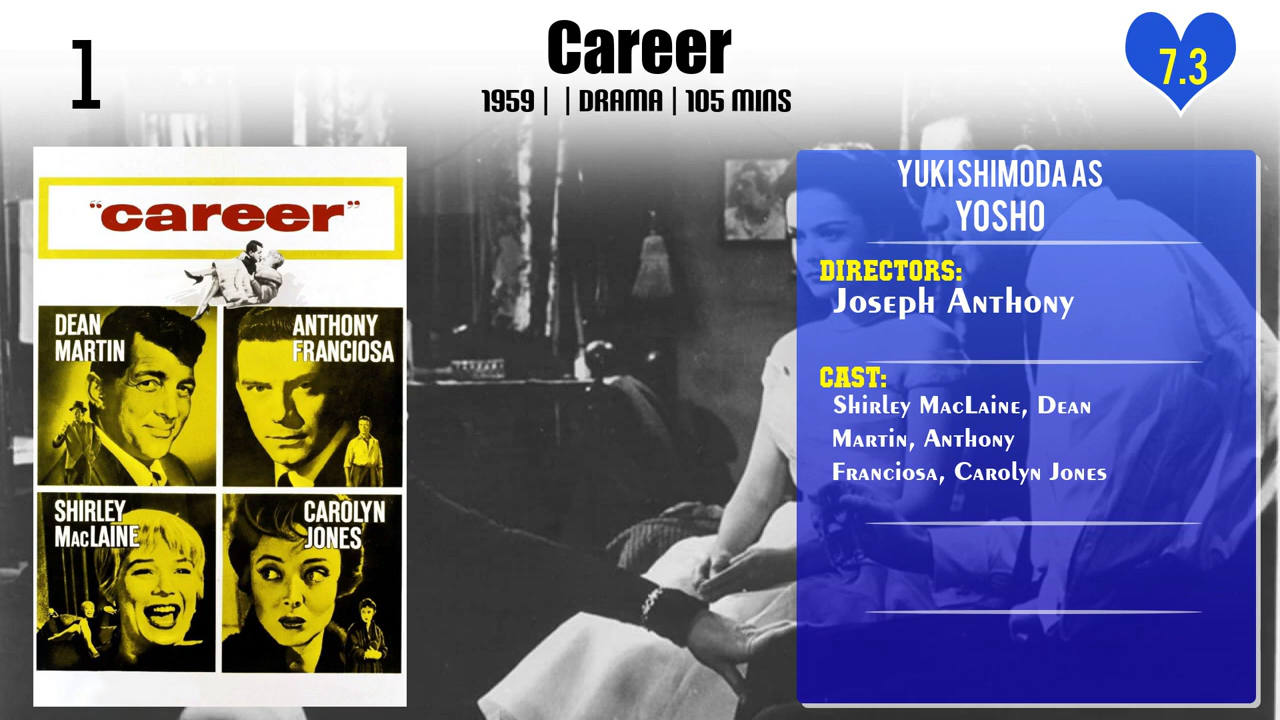 1
Career
7.3
1959 | | DRAMA | 105 MINS
"career"
DEAN
MARTIN
ANTHONY
FRANCIOSA
SHIRLEY
MacLAINE
CAROLYN
JONES
YUKI SHIMODA AS
YOSHO
DIRECTORS:
Joseph Anthony
CAST:
Shirley MacLaine, Dean
Martin, Anthony
Franciosa, Carolyn Jones